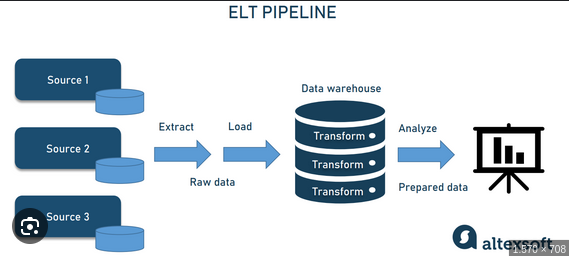 ELT PIPELINE
Source 1
Source 2
Source 3
Extract
Load
Raw data
Data warehouse
Transform
Transform
Transform
Analyze
Prepared data
altexsoft
1,570 × 708